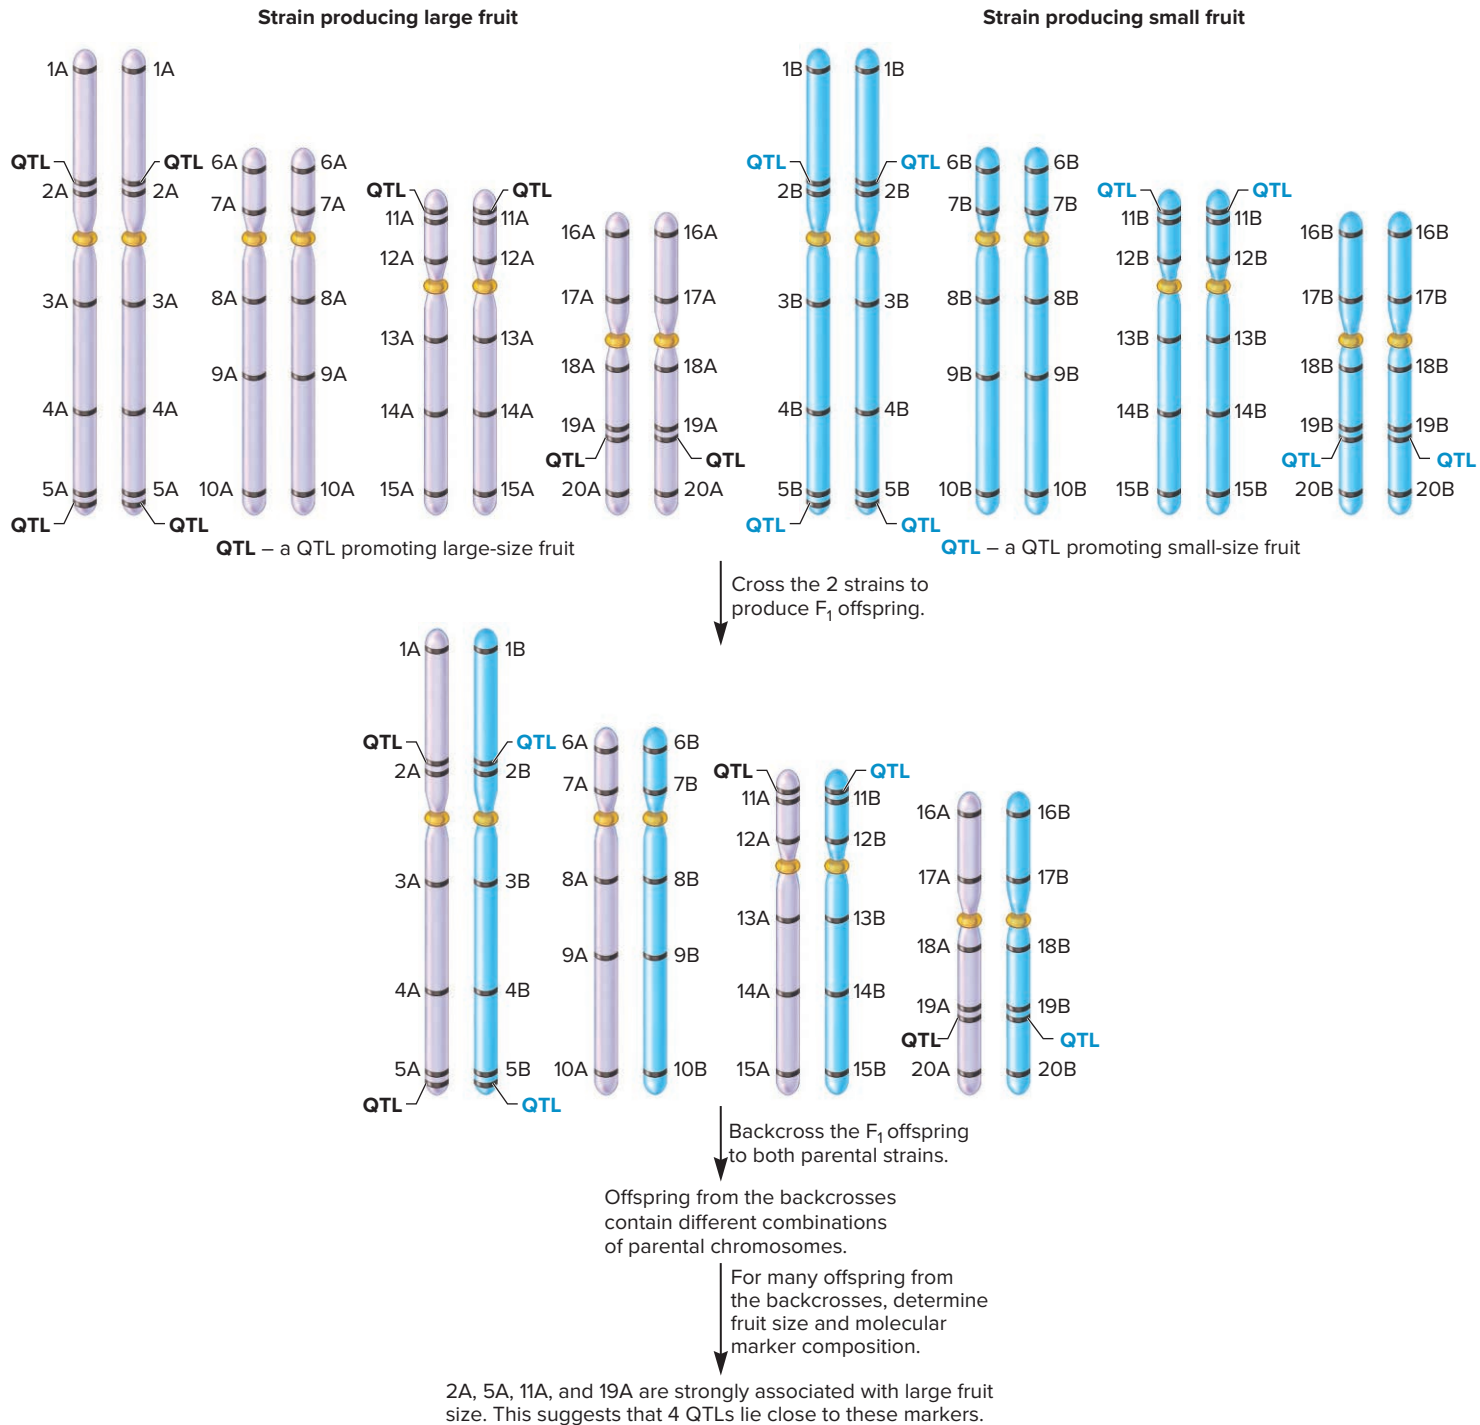 Strain producing large fruit
Strain producing small fruit
1A 1A
QTL QTL
2A 2A
3A 3A
4A 4A
5A 5A
QTL QTL
6A 6A
7A 7A
8A 8A
9A 9A
10A 10A
QTL QTL
11A 11A
12A 12A
13A 13A
14A 14A
15A 15A
16A 16A
17A 17A
18A 18A
19A 19A
QTL QTL
20A 20A
QTL – a QTL promoting large-size fruit
1B 1B
QTL QTL
2B 2B
3B 3B
4B 4B
5B 5B
QTL QTL
6B 6B
7B 7B
8B 8B
9B 9B
10B 10B
QTL QTL
11B 11B
12B 12B
13B 13B
14B 14B
15B 15B
16B 16B
17B 17B
18B 18B
19B 19B
QTL QTL
20B 20B
QTL – a QTL promoting small-size fruit
Cross the 2 strains to
produce F1 offspring.
1A 1B
QTL QTL
2A 2B
3A 3B
4A 4B
5A 5B
QTL QTL
6A 6B
7A 7B
8A 8B
9A 9B
10A 10B
QTL QTL
11A 11B
12A 12B
13A 13B
14A 14B
15A 15B
16A 16B
17A 17B
18A 18B
19A 19B
QTL QTL
20A 20B
Backcross the F1 offspring
to both parental strains.
Offspring from the backcrosses
contain different combinations
of parental chromosomes.
For many offspring from
the backcrosses, determine
fruit size and molecular
marker composition.
2A, 5A, 11A, and 19A are strongly associated with large fruit
size. This suggests that 4 QTLs lie close to these markers.